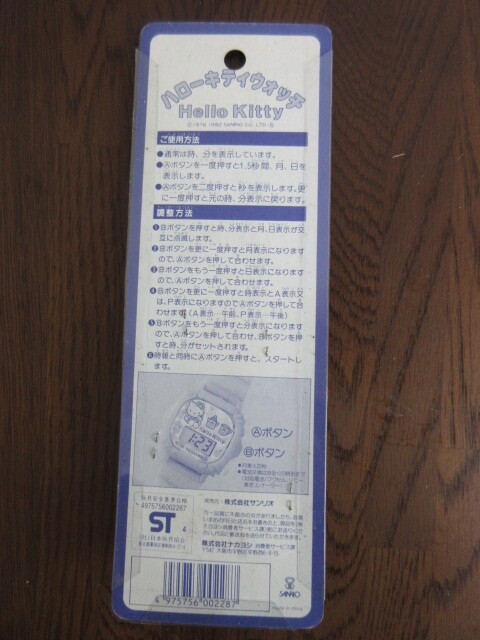 ハローキティウォッチ
Hello Kitty
ご使用方法
●通常は時、分を表示しています。
●Ⓐボタンを一度押すと1.5秒間、月、日を
表示します。
●Ⓐボタンを二度押すと秒を表示します。更
に一度押すと元の時、分表示に戻ります。
調整方法
❶Ⓑボタンを押すと時、分表示と月、日表示が交
互に点滅します。
❷Ⓑボタンを更に一度押すと月表示になります
ので、Ⓐボタンを押して合わせます。
❸Ⓑボタンをもう一度押すと日表示になります
ので、Ⓐボタンを押して合わせます。
❹Ⓑボタンを更に一度押すと時表示とA表示又
は、P表示になりますのでⒶボタンを押して合
わせます。(A表示…午前、P表示…午後)
❺Ⓑボタンをもう一度押すと分表示になります
ので、Ⓐボタンを押して合わせ、Ⓑボタンを押
すと時、分がセットされます。
❻時報と同時にⒶボタンを押すと、スタートし
ます。
1:23
Ⓐボタン
Ⓑボタン
4975756002287
ST
4
発売元・株式会社サンリオ
株式会社ナカヨシ
SANRIO
4 975756 002287